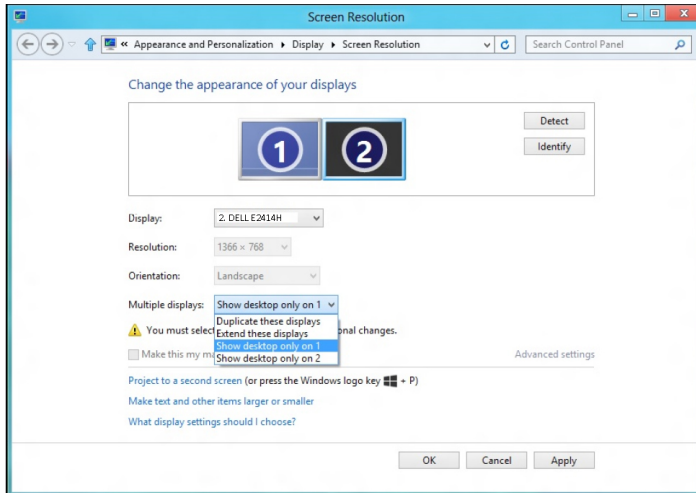 Screen Resolution
« Appearance and Personalization ▸ Display ▸ Screen Resolution
Search Control Panel
Change the appearance of your displays
1
2
Detect
Identify
Display: 2. DELL E2414H
Resolution: 1366 × 768
Orientation: Landscape
Multiple displays: Show desktop only on 1
Duplicate these displays
You must selec
Extend these displays
onal changes.
Show desktop only on 1
Make this my m
Show desktop only on 2
Advanced settings
Project to a second screen (or press the Windows logo key + P)
Make text and other items larger or smaller
What display settings should I choose?
OK Cancel Apply